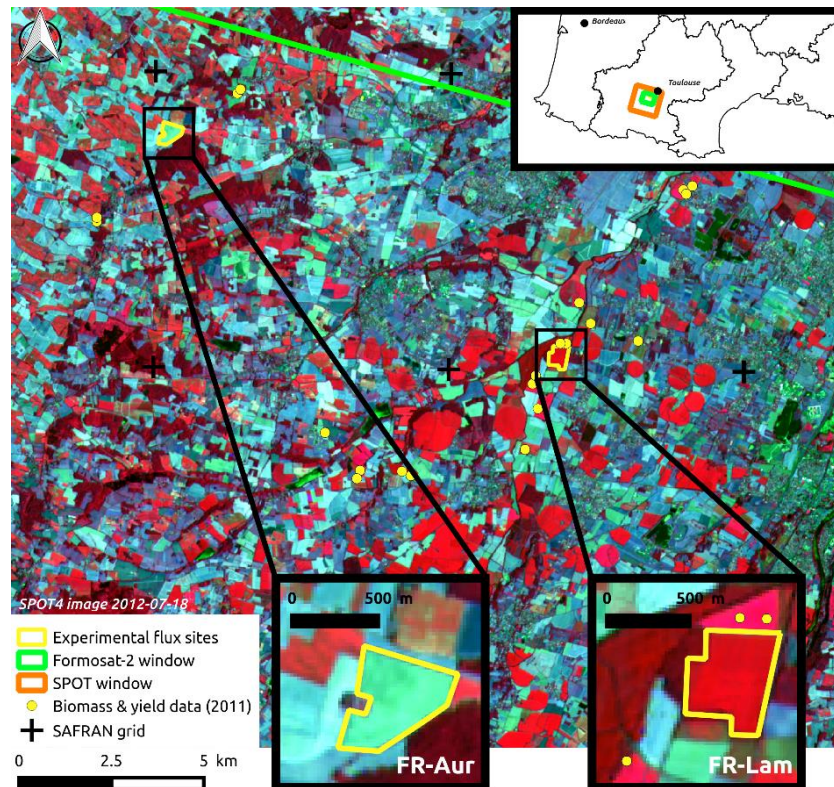 Bordeau
Toulouse
SPOT4 image 2012-07-18
Experimental flux sites
Formosat-2 window
SPOT window
Biomass & yield data (2011)
SAFRAN grid
0 2.5 5 km
0 500 m
FR-Aur
0 500 m
FR-Lam